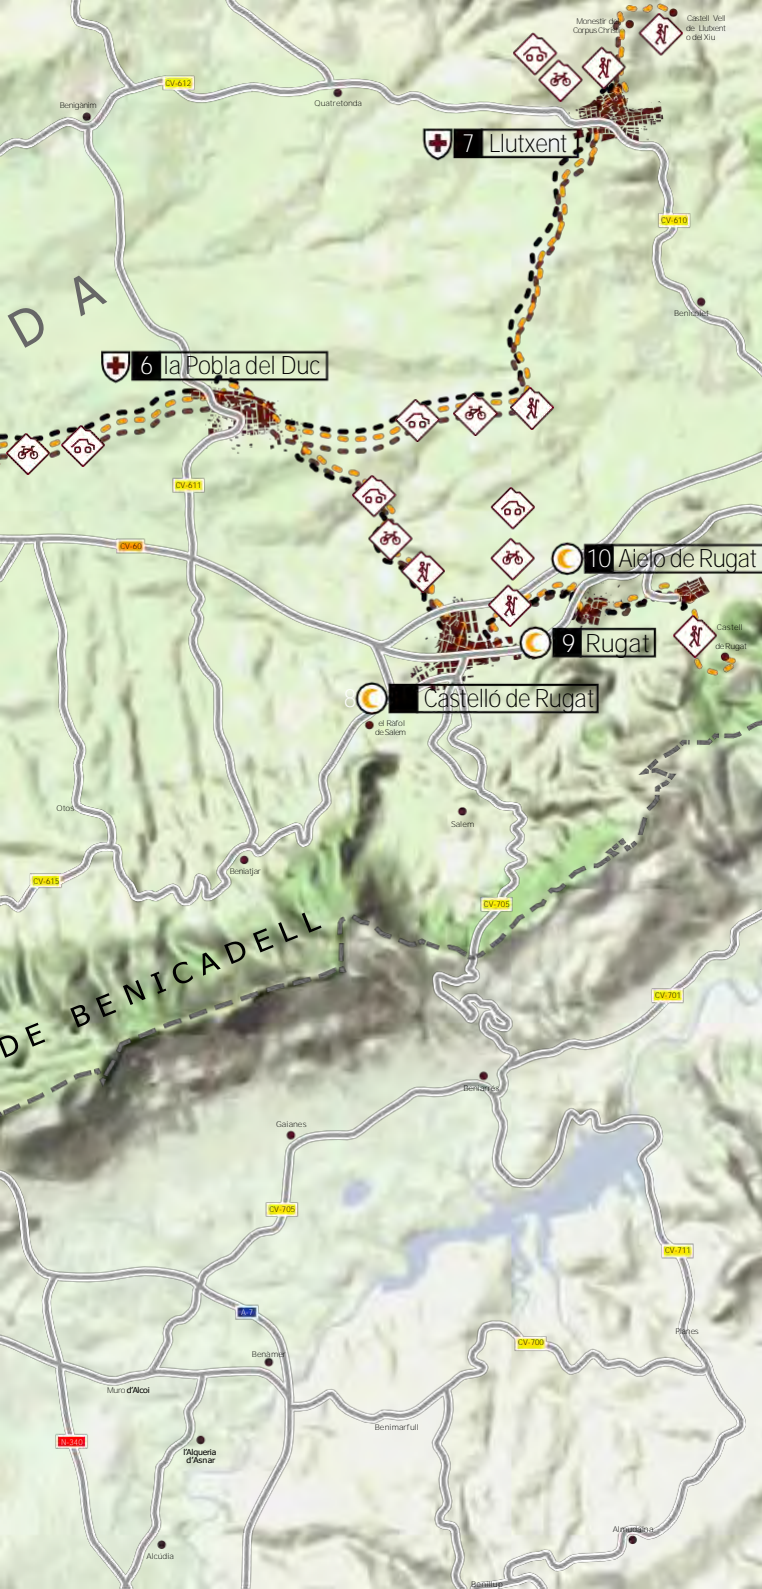 Monestir de
Corpus Christi
Castell Vell
de Llutxent
o del Xiu
CV-612
Beniganim
Quatretonda
7 Llutxent
CV-610
Benicolet
D A
6 la Pobla del Duc
CV-611
CV-60
10 Aielo de Rugat
9 Rugat
Castell
de Rugat
8 Castelló de Rugat
el Ràfol
de Salem
Otos
Salem
Beniatjar
CV-615
CV-705
DE BENICADELL
CV-701
Beniarrés
Gaianes
CV-705
CV-711
A-7
Planes
CV-700
Benàmer
Muro d'Alcoi
Benimarfull
N-340
l'Alqueria
d'Asnar
Almudaina
Alcúdia
Benillup